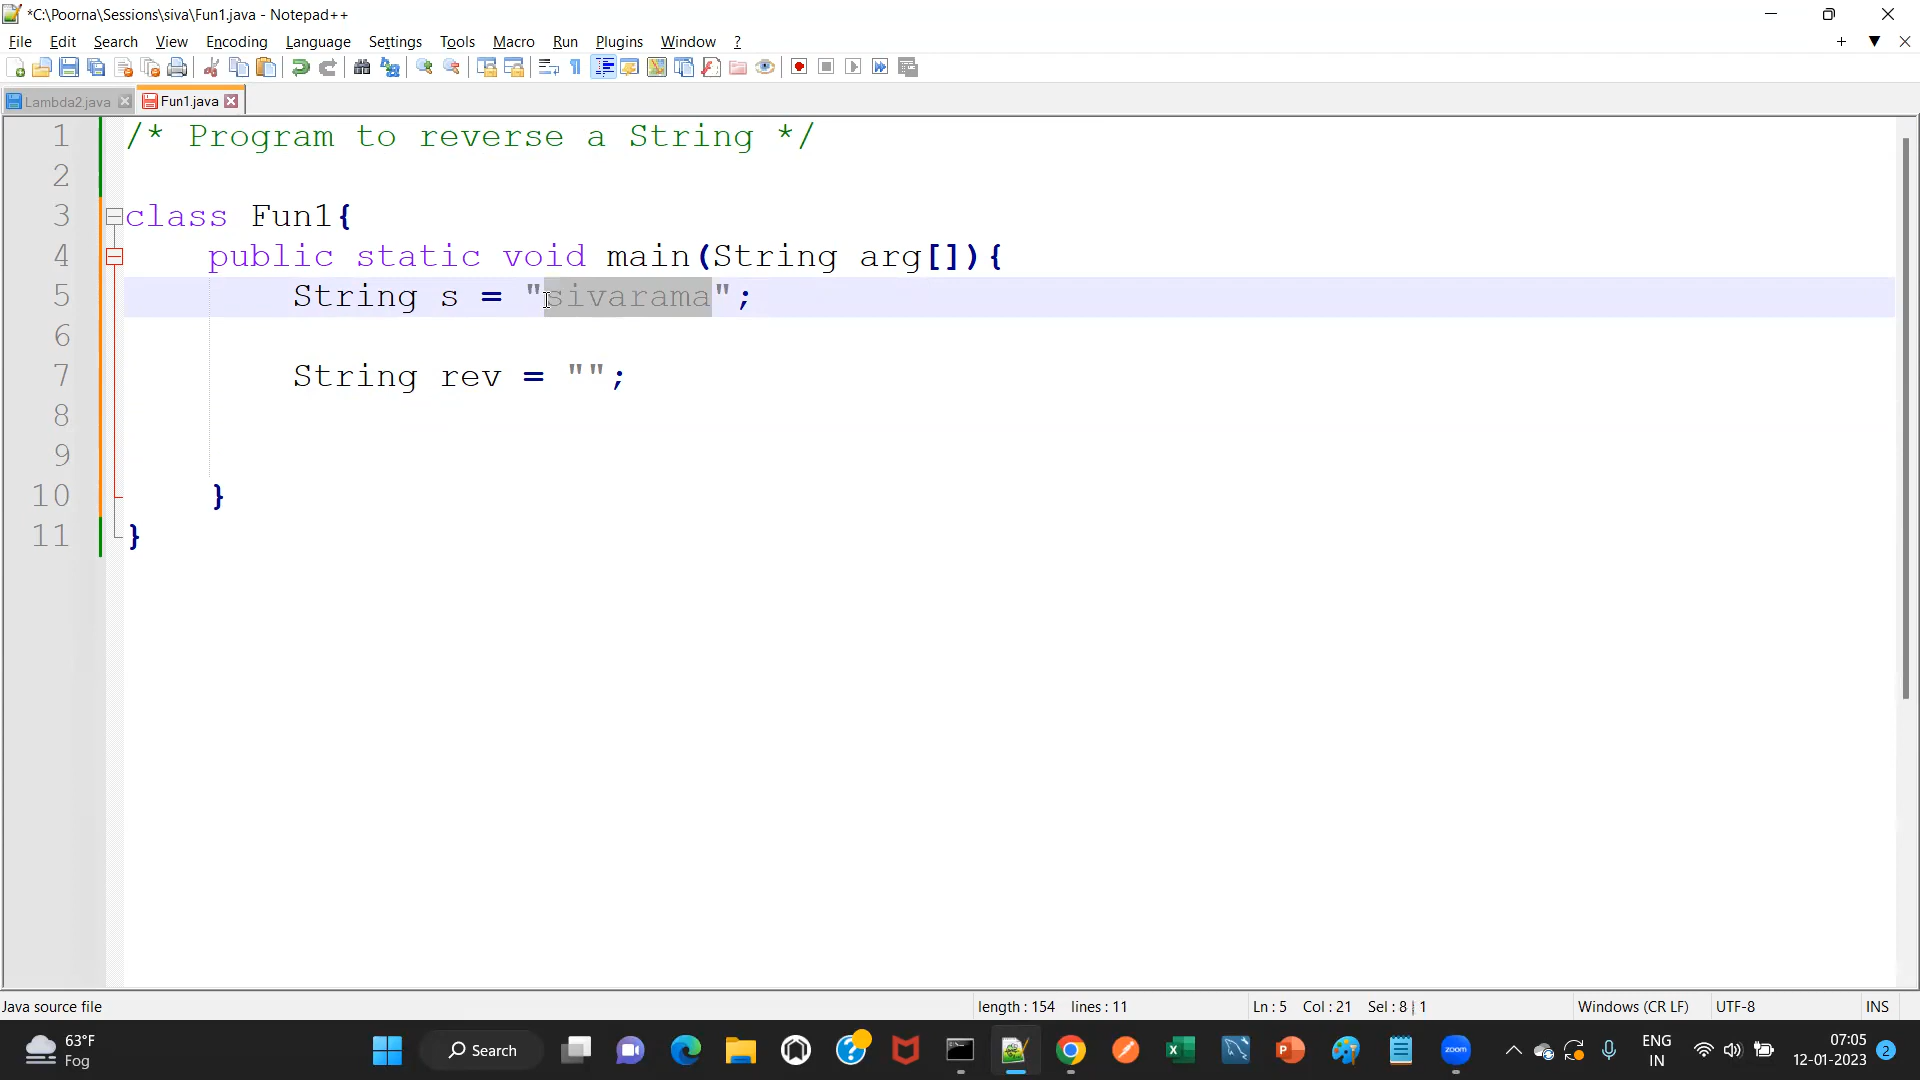 *C:\Poorna\Sessions\siva\Fun1.java - Notepad++
File Edit Search View Encoding Language Settings Tools Macro Run Plugins Window ?
Lambda2.java Fun1.java
1 /* Program to reverse a String */
2
3 class Fun1{
4 public static void main(String arg[]){
5 String s = "sivarama";
6
7 String rev = "";
8
9
10 }
11 }
Java source file length : 154 lines : 11 Ln : 5 Col : 21 Sel : 8 | 1 Windows (CR LF) UTF-8 INS
63°F
Fog
Search
zoom
ENG
IN
07:05
12-01-2023
2